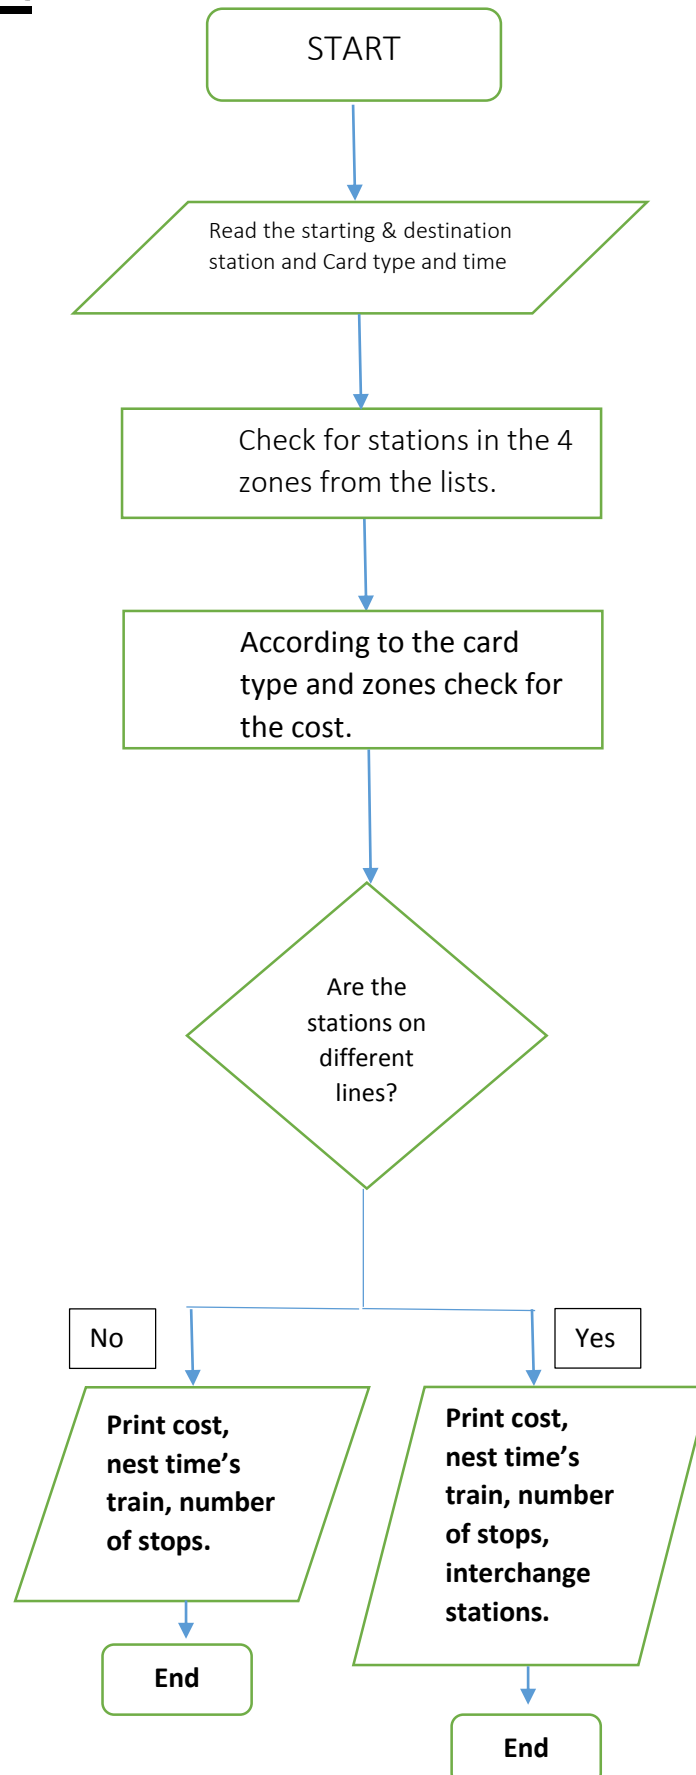 START
Read the starting & destination
station and Card type and time
Check for stations in the 4
zones from the lists.
According to the card
type and zones check for
the cost.
Are the
stations on
different
lines?
No
Yes
Print cost,
nest time’s
train, number
of stops.
Print cost,
nest time’s
train, number
of stops,
interchange
stations.
End
End